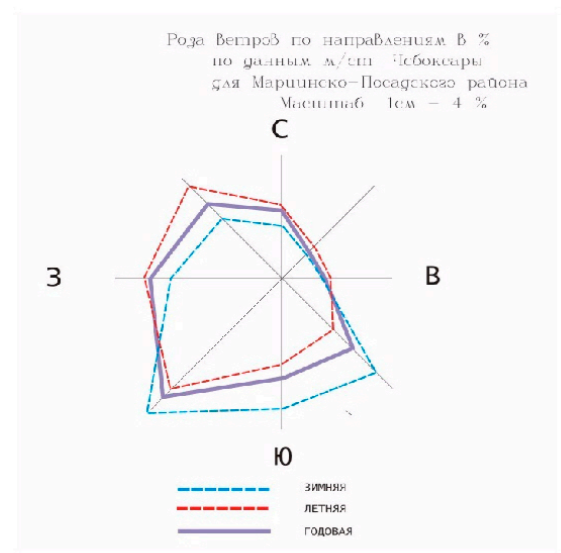 Роза ветров по направлениям в %
по данным м/ст Чебоксары
для Мариинско-Посадского района
Масштаб 1см - 4 %
С
З
В
Ю
ЗИМНЯЯ
ЛЕТНЯЯ
ГОДОВАЯ